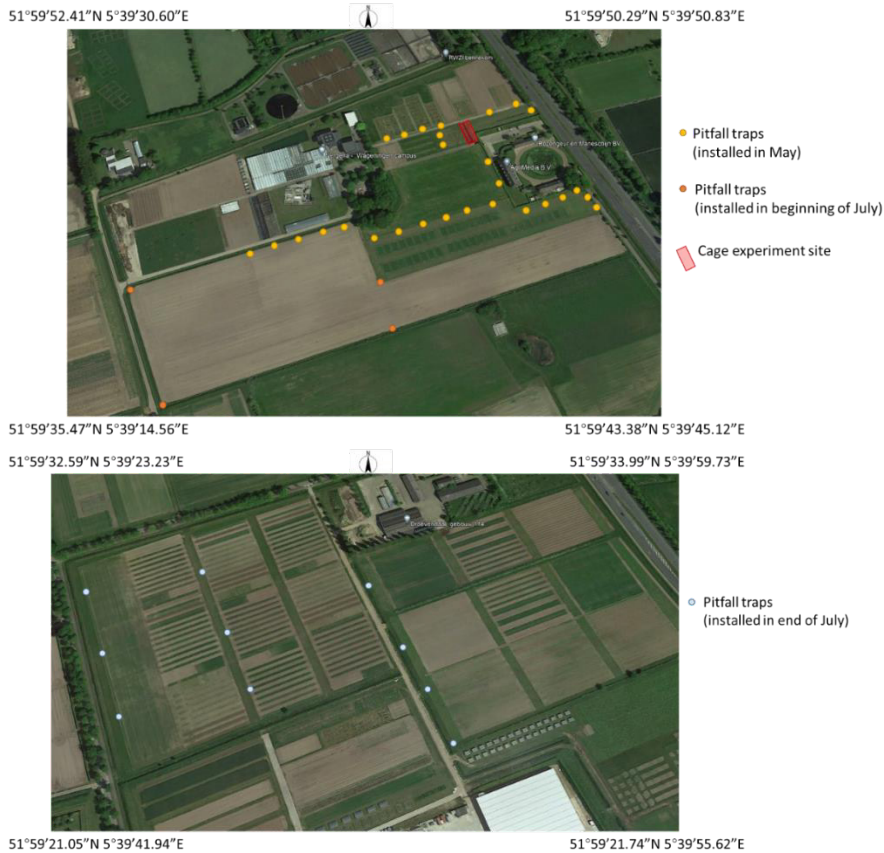 51°59′52.41″N 5°39′30.60″E
N
51°59′50.29″N 5°39′50.83″E
Pitfall traps
(installed in May)
Pitfall traps
(installed in beginning of July)
Cage experiment site
51°59′35.47″N 5°39′14.56″E
51°59′43.38″N 5°39′45.12″E
51°59′32.59″N 5°39′23.23″E
N
51°59′33.99″N 5°39′59.73″E
Pitfall traps
(installed in end of July)
51°59′21.05″N 5°39′41.94″E
51°59′21.74″N 5°39′55.62″E